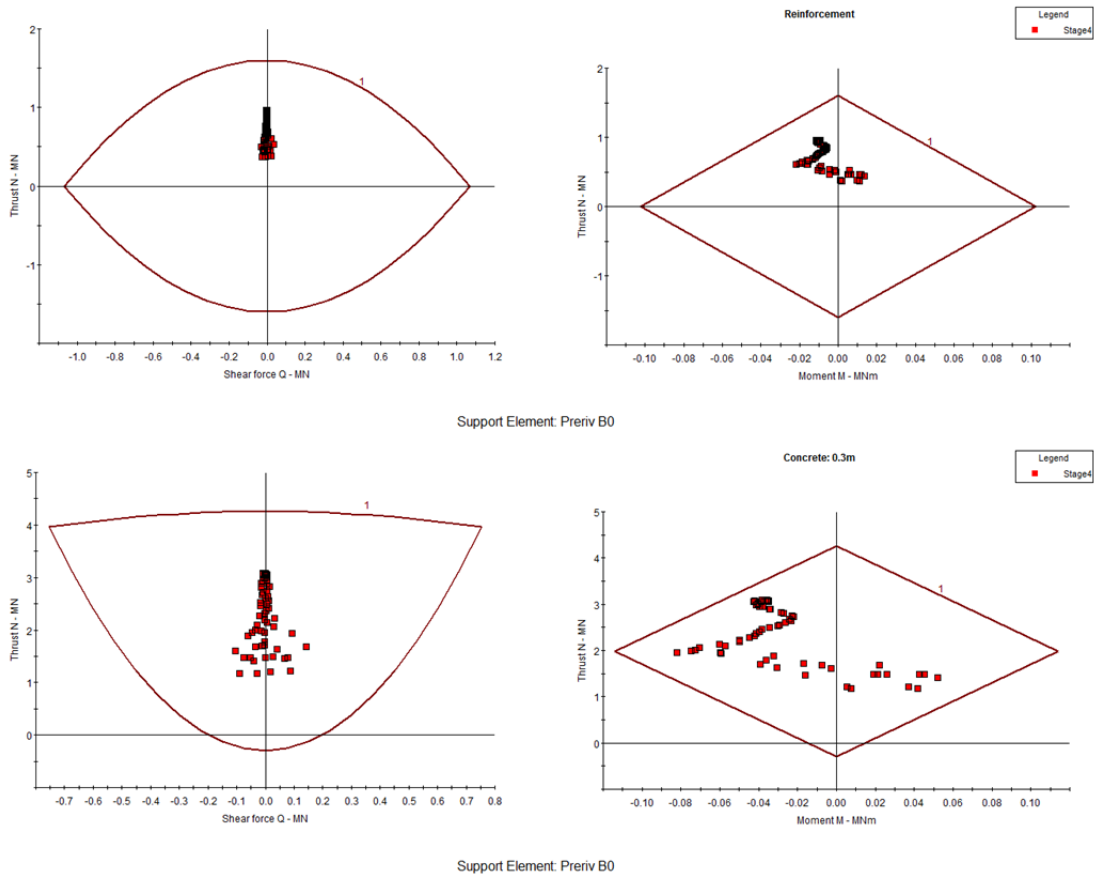 Reinforcement
Legend
Stage4
2
1
0
-1
Thrust N - MN
1
-1.0 -0.8 -0.6 -0.4 -0.2 0.0 0.2 0.4 0.6 0.8 1.0 1.2
Shear force Q - MN
2
1
0
-1
Thrust N - MN
1
-0.10 -0.08 -0.06 -0.04 -0.02 0.00 0.02 0.04 0.06 0.08 0.10
Moment M - MNm
Support Element: Preriv B0
Concrete: 0.3m
Legend
Stage4
5
4
3
2
1
0
Thrust N - MN
1
-0.7 -0.6 -0.5 -0.4 -0.3 -0.2 -0.1 0.0 0.1 0.2 0.3 0.4 0.5 0.6 0.7 0.8
Shear force Q - MN
5
4
3
2
1
0
Thrust N - MN
1
-0.10 -0.08 -0.06 -0.04 -0.02 0.00 0.02 0.04 0.06 0.08 0.10
Moment M - MNm
Support Element: Preriv B0